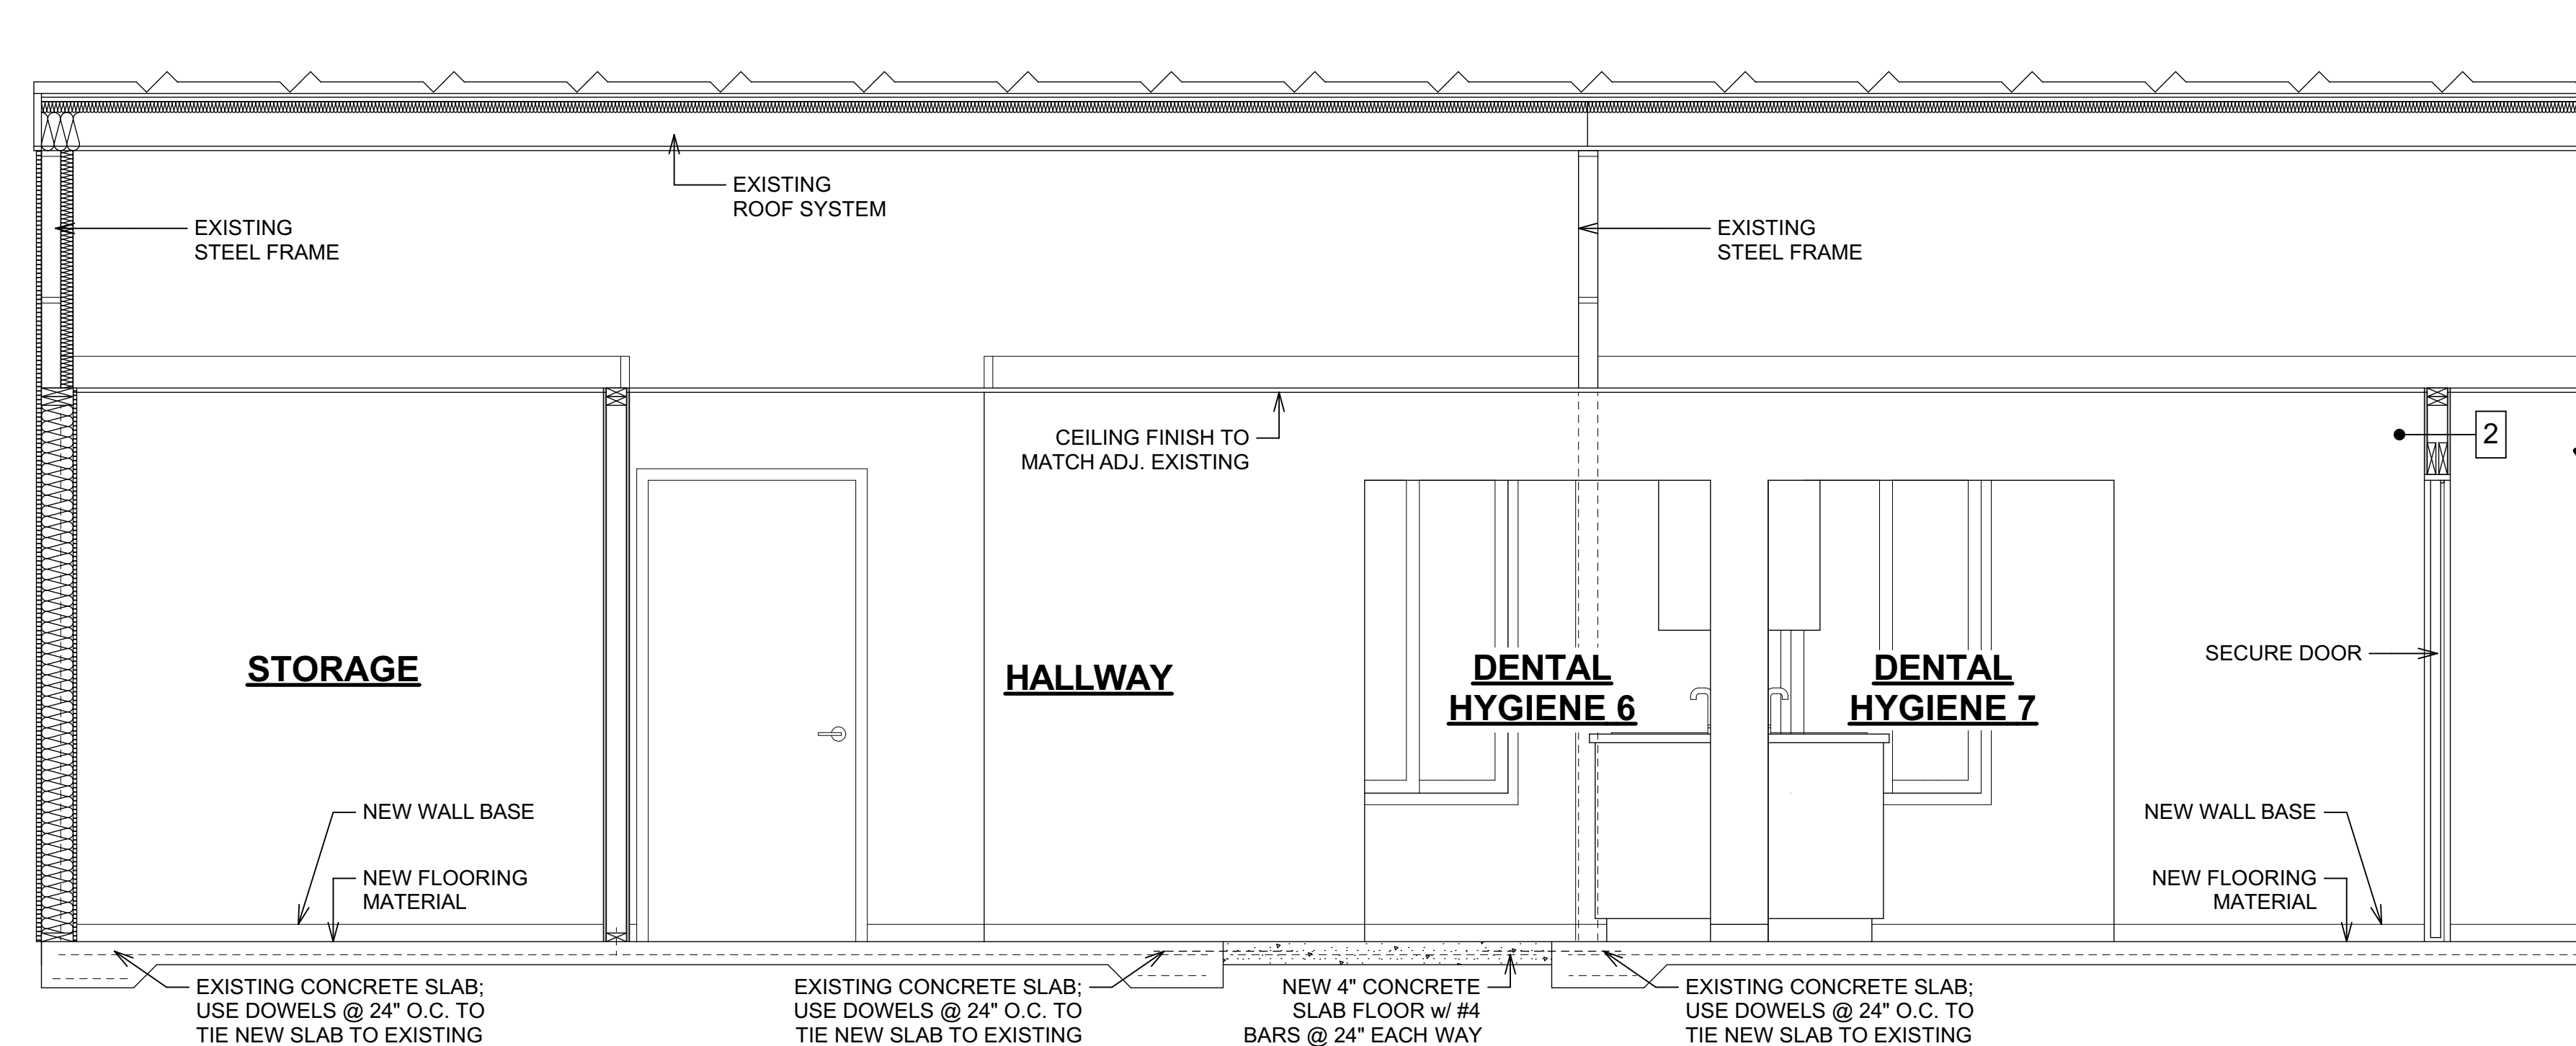 EXISTING
ROOF SYSTEM
EXISTING
STEEL FRAME
EXISTING
STEEL FRAME
CEILING FINISH TO
MATCH ADJ. EXISTING
2
STORAGE
HALLWAY
DENTAL
HYGIENE 6
DENTAL
HYGIENE 7
SECURE DOOR
NEW WALL BASE
NEW FLOORING
MATERIAL
NEW WALL BASE
NEW FLOORING
MATERIAL
EXISTING CONCRETE SLAB;
USE DOWELS @ 24" O.C. TO
TIE NEW SLAB TO EXISTING
EXISTING CONCRETE SLAB;
USE DOWELS @ 24" O.C. TO
TIE NEW SLAB TO EXISTING
NEW 4" CONCRETE
SLAB FLOOR w/ #4
BARS @ 24" EACH WAY
EXISTING CONCRETE SLAB;
USE DOWELS @ 24" O.C. TO
TIE NEW SLAB TO EXISTING